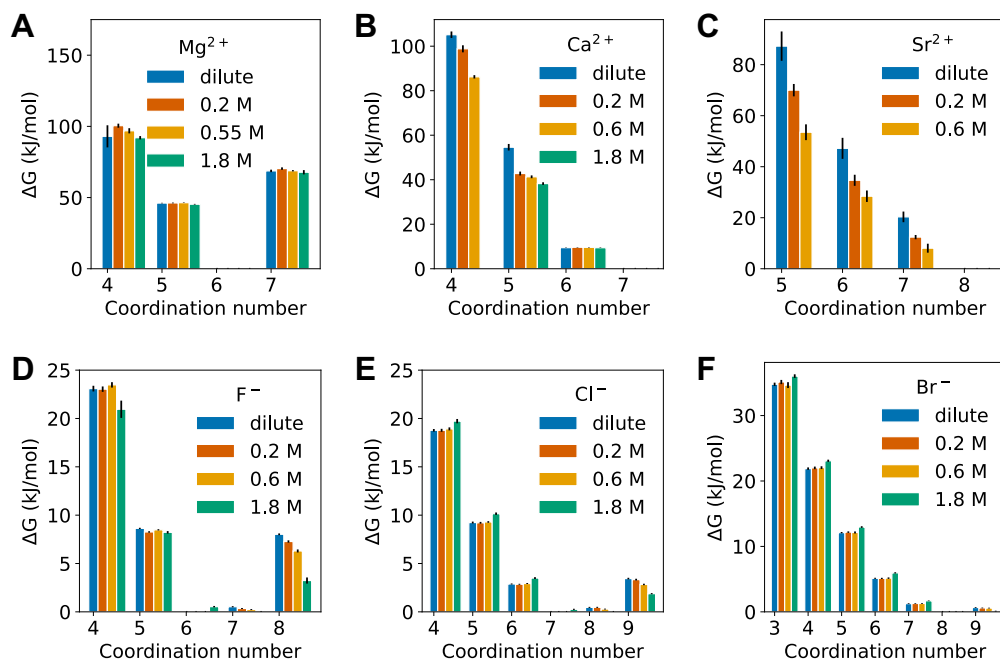 A
Mg2+
dilute
0.2 M
0.55 M
1.8 M
ΔG (kJ/mol)
150
100
50
0
4 5 6 7
Coordination number
B
Ca2+
dilute
0.2 M
0.6 M
1.8 M
ΔG (kJ/mol)
100
80
60
40
20
0
4 5 6 7
Coordination number
C
Sr2+
dilute
0.2 M
0.6 M
ΔG (kJ/mol)
80
60
40
20
0
5 6 7 8
Coordination number
D
F−
dilute
0.2 M
0.6 M
1.8 M
ΔG (kJ/mol)
25
20
15
10
5
0
4 5 6 7 8
Coordination number
E
Cl−
dilute
0.2 M
0.6 M
1.8 M
ΔG (kJ/mol)
25
20
15
10
5
0
4 5 6 7 8 9
Coordination number
F
Br−
dilute
0.2 M
0.6 M
1.8 M
ΔG (kJ/mol)
30
20
10
0
3 4 5 6 7 8 9
Coordination number